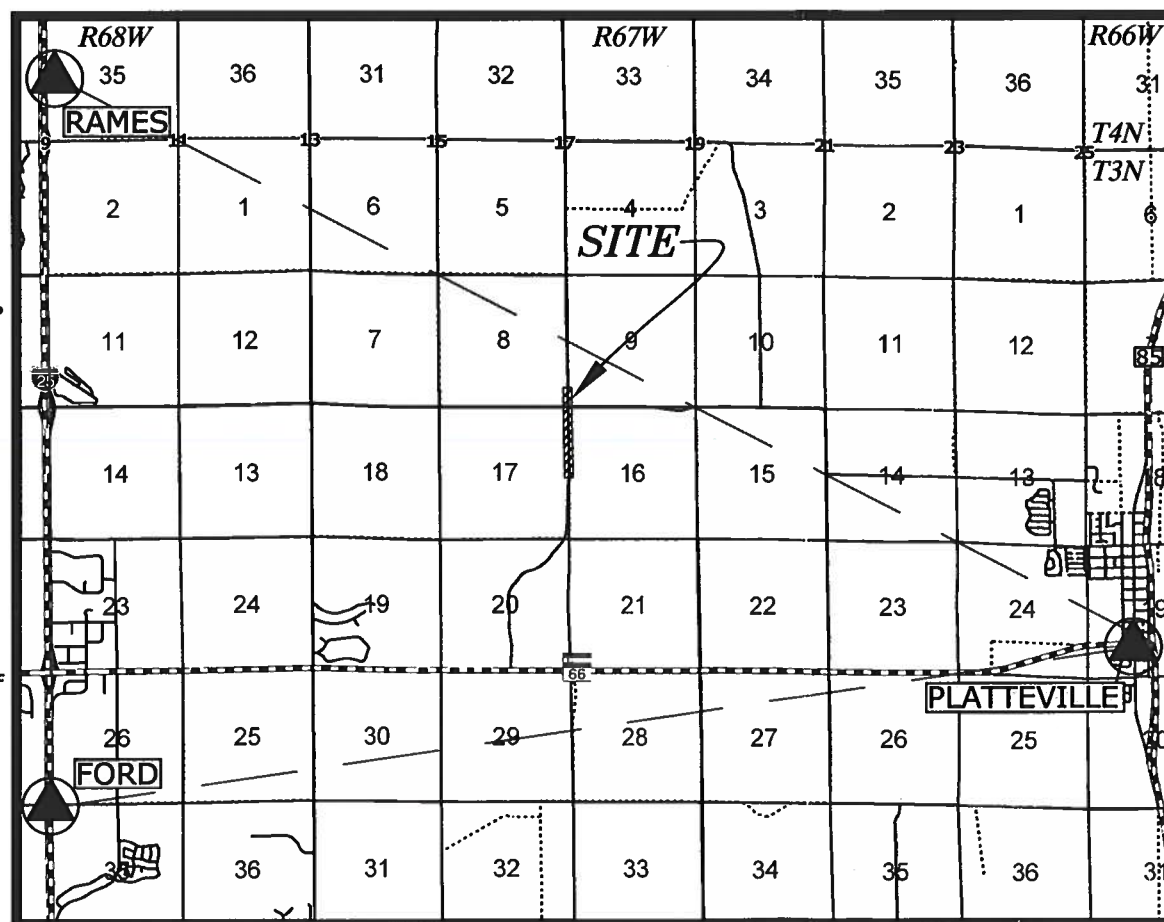 R68W R67W R66W
35 36 31 32 33 34 35 36 31
RAMES
9 11 13 15 17 19 21 23 25 T4N
T3N
2 1 6 5 4 3 2 1 6
SITE
11 12 7 8 9 10 11 12
85
25
14 13 18 17 16 15 14 13
23 24 19 20 21 22 23 24
66
PLATTEVILLE
26 25 30 29 28 27 26 25
FORD
36 31 32 33 34 35 36 31